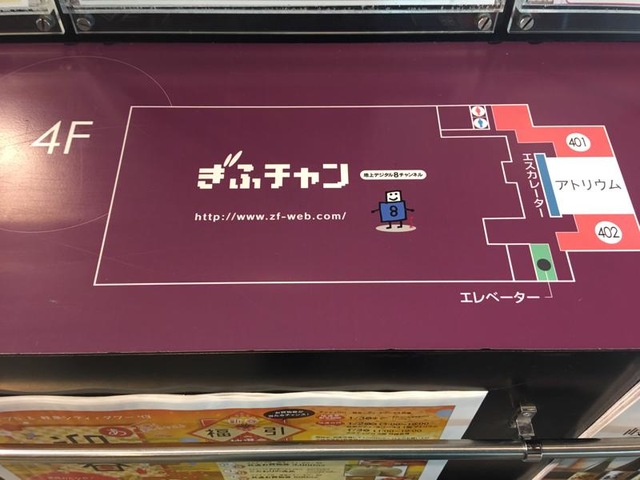 4F
ぎふチャン
地上デジタル8チャンネル
http://www.zf-web.com/
8
401
エスカレーター
アトリウム
402
エレベーター
福引